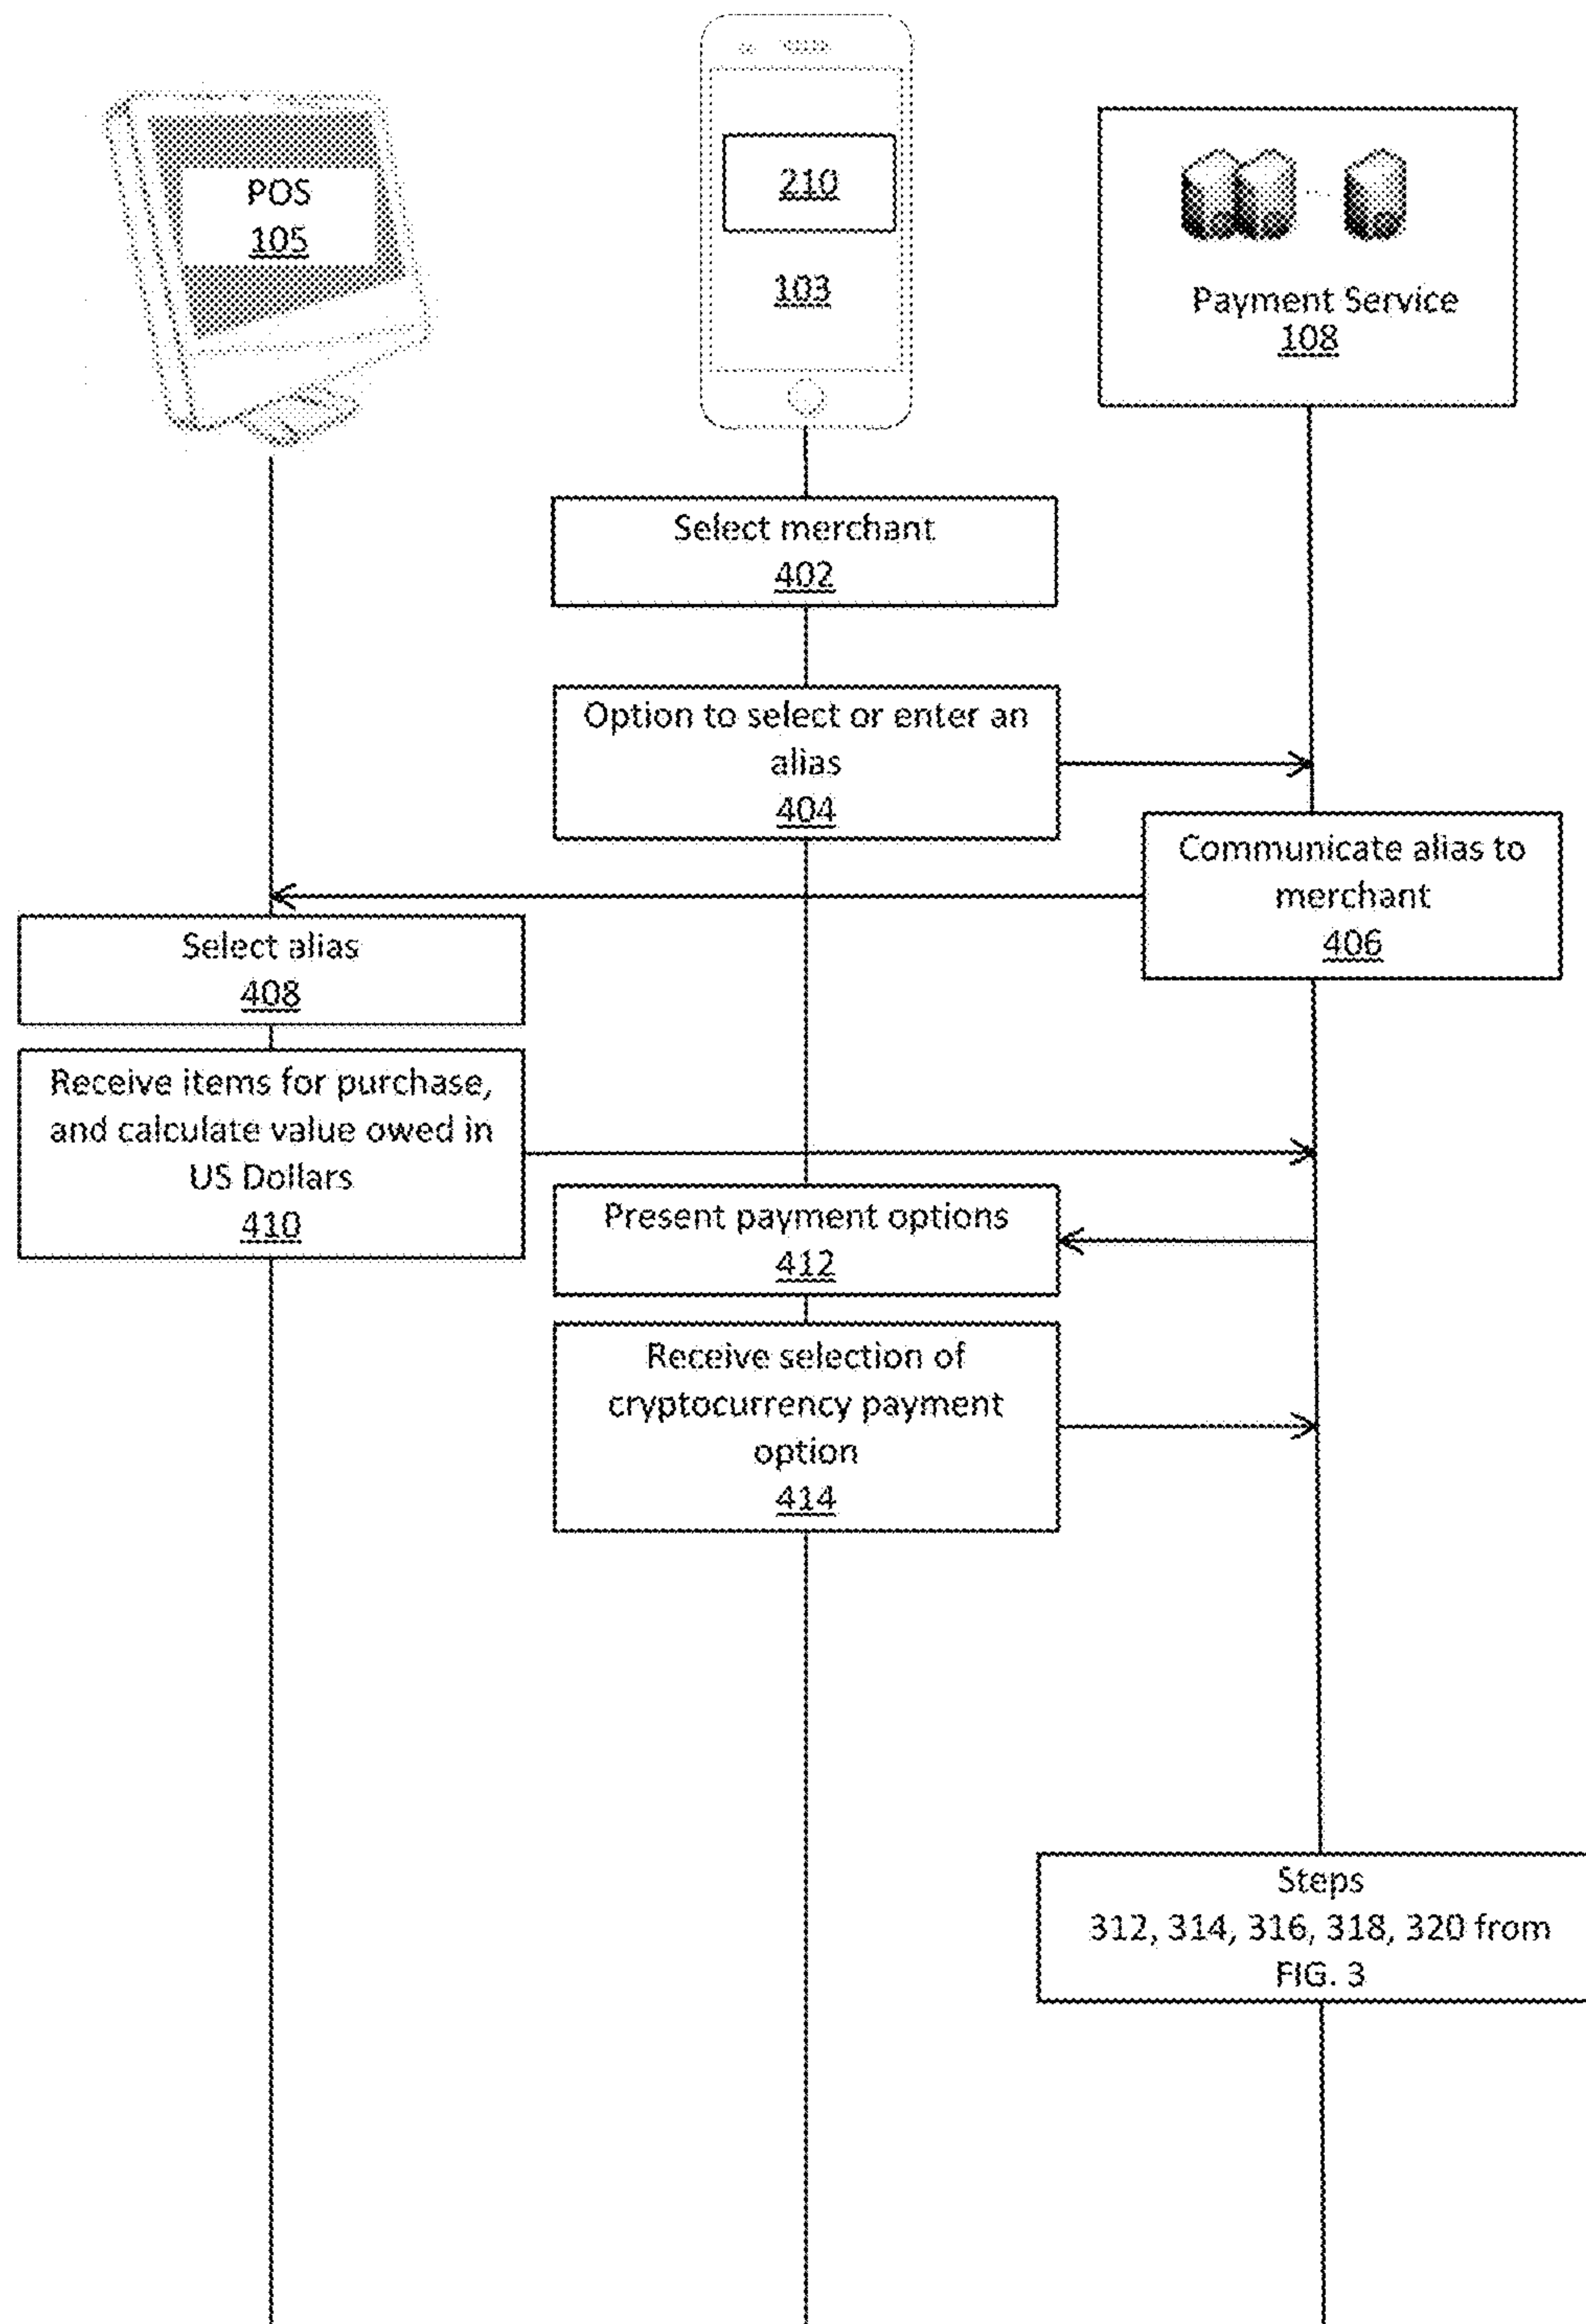 POS
105
210
103
Payment Service
108
Select merchant
402
Option to select or enter an
alias
404
Communicate alias to
merchant
406
Select alias
408
Receive items for purchase,
and calculate value owed in
US Dollars
410
Present payment options
412
Receive selection of
cryptocurrency payment
option
414
Steps
312, 314, 316, 318, 320 from
FIG. 3